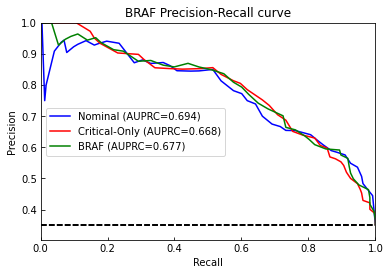 BRAF Precision-Recall curve
1.0
0.9
0.8
0.7
0.6
0.5
0.4
Precision
Nominal (AUPRC=0.694)
Critical-Only (AUPRC=0.668)
BRAF (AUPRC=0.677)
0.0 0.2 0.4 0.6 0.8 1.0
Recall